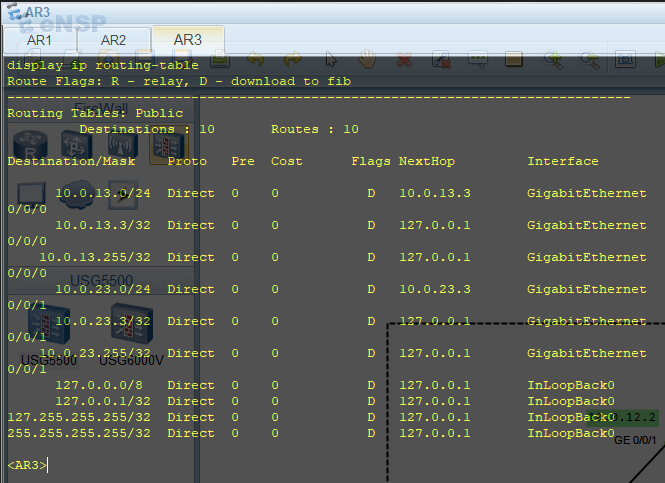 AR3
eNSP
AR1 AR2 AR3
display ip routing-table
Route Flags: R - relay, D - download to fib
------------------------------------------------------------------------------
Routing Tables: Public
Destinations : 10 Routes : 10
FireWall
Destination/Mask Proto Pre Cost Flags NextHop Interface
10.0.13.0/24 Direct 0 0 D 10.0.13.3 GigabitEthernet
0/0/0
10.0.13.3/32 Direct 0 0 D 127.0.0.1 GigabitEthernet
0/0/0
10.0.13.255/32 Direct 0 0 D 127.0.0.1 GigabitEthernet
0/0/0
USG5500
10.0.23.0/24 Direct 0 0 D 10.0.23.3 GigabitEthernet
0/0/1
10.0.23.3/32 Direct 0 0 D 127.0.0.1 GigabitEthernet
0/0/1
10.0.23.255/32 Direct 0 0 D 127.0.0.1 GigabitEthernet
0/0/1
USG5500 USG6000V
127.0.0.0/8 Direct 0 0 D 127.0.0.1 InLoopBack0
127.0.0.1/32 Direct 0 0 D 127.0.0.1 InLoopBack0
127.255.255.255/32 Direct 0 0 D 127.0.0.1 InLoopBack0
255.255.255.255/32 Direct 0 0 D 127.0.0.1 InLoopBack0
GE 0/0/1
<AR3>